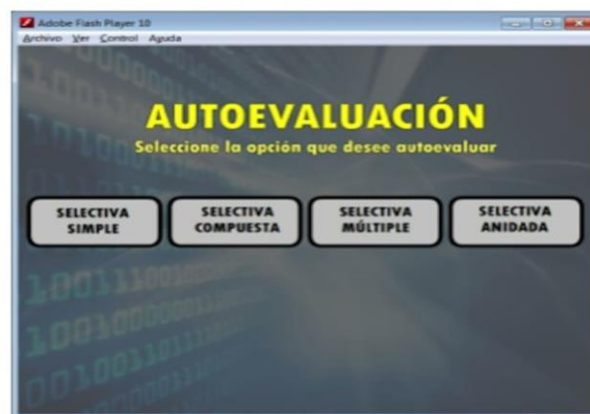 Adobe Flash Player 10
Archivo Ver Control Ayuda
AUTOEVALUACIÓN
Seleccione la opción que desee autoevaluar
SELECTIVA SIMPLE
SELECTIVA COMPUESTA
SELECTIVA MÚLTIPLE
SELECTIVA ANIDADA